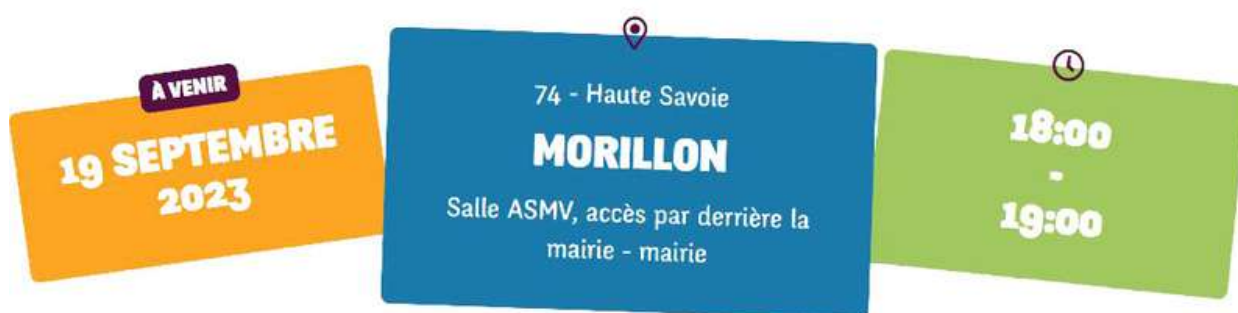 À VENIR
19 SEPTEMBRE
2023
74 - Haute Savoie
MORILLON
Salle ASMV, accès par derrière la
mairie - mairie
18:00
-
19:00